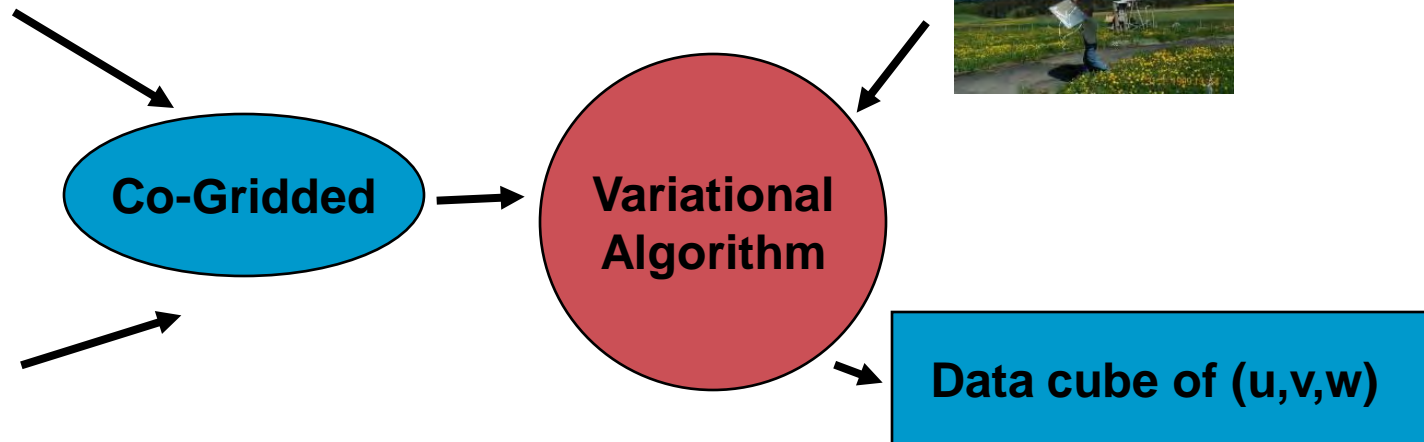 Co-Gridded
Variational
Algorithm
Data cube of (u,v,w)